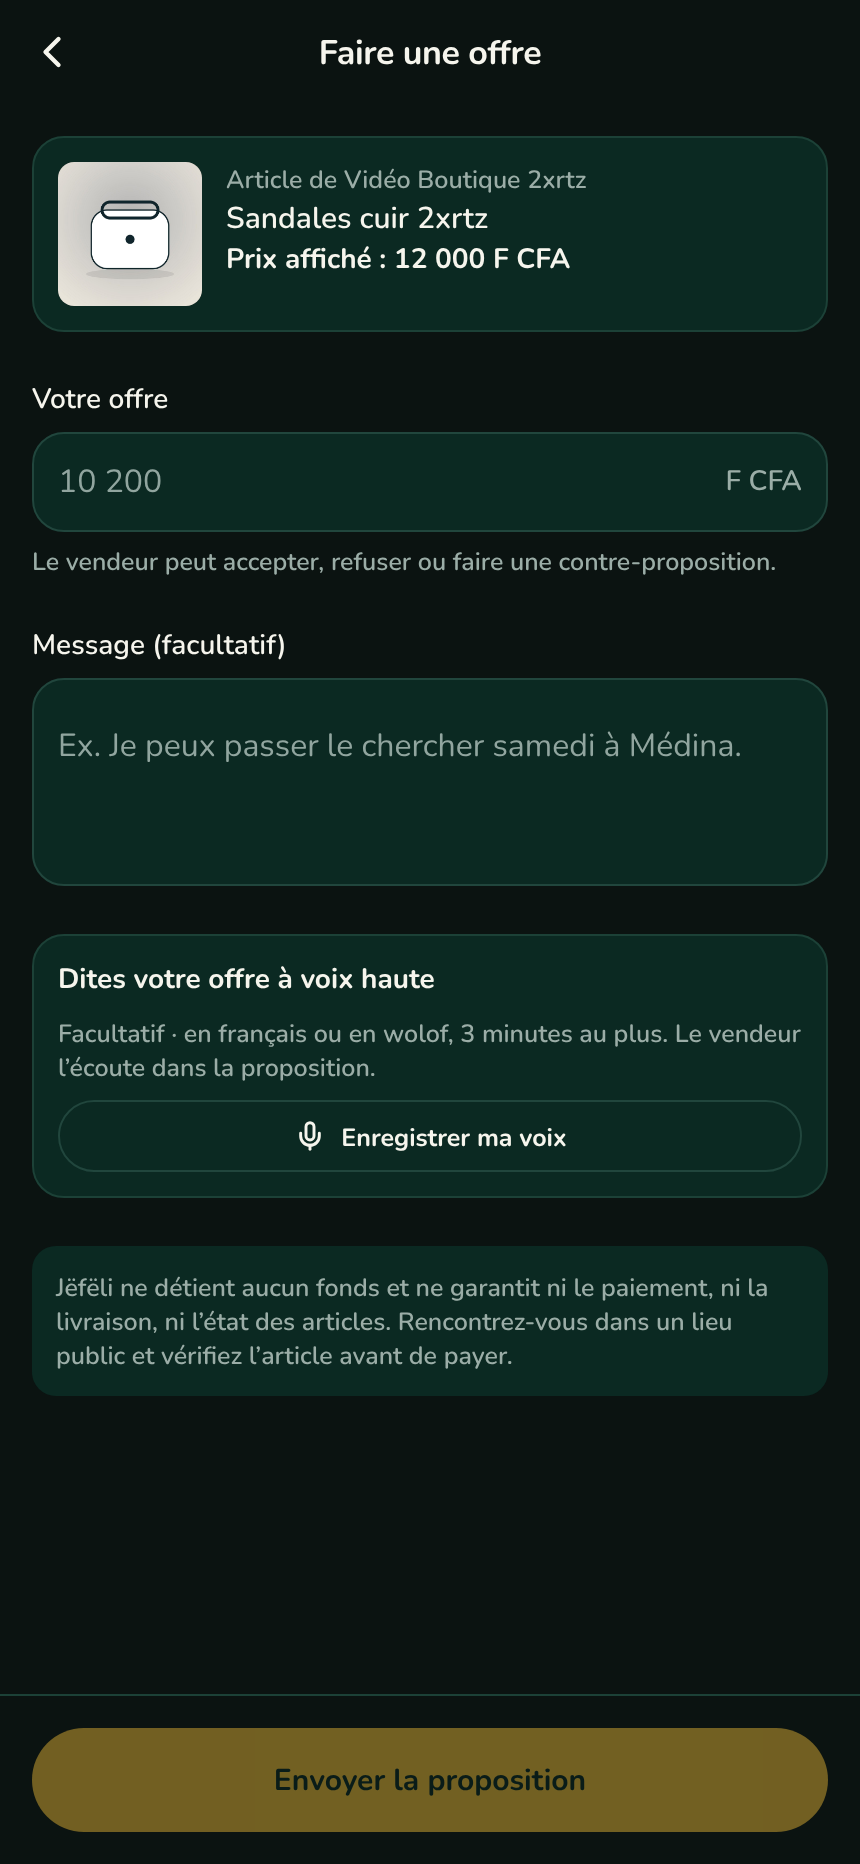 Faire une offre
Article de Vidéo Boutique 2xrtz
Sandales cuir 2xrtz
Prix affiché : 12 000 F CFA
Votre offre
10 200 F CFA
Le vendeur peut accepter, refuser ou faire une contre-proposition.
Message (facultatif)
Ex. Je peux passer le chercher samedi à Médina.
Dites votre offre à voix haute
Facultatif · en français ou en wolof, 3 minutes au plus. Le vendeur
l’écoute dans la proposition.
Enregistrer ma voix
Jëfëli ne détient aucun fonds et ne garantit ni le paiement, ni la
livraison, ni l’état des articles. Rencontrez-vous dans un lieu
public et vérifiez l’article avant de payer.
Envoyer la proposition